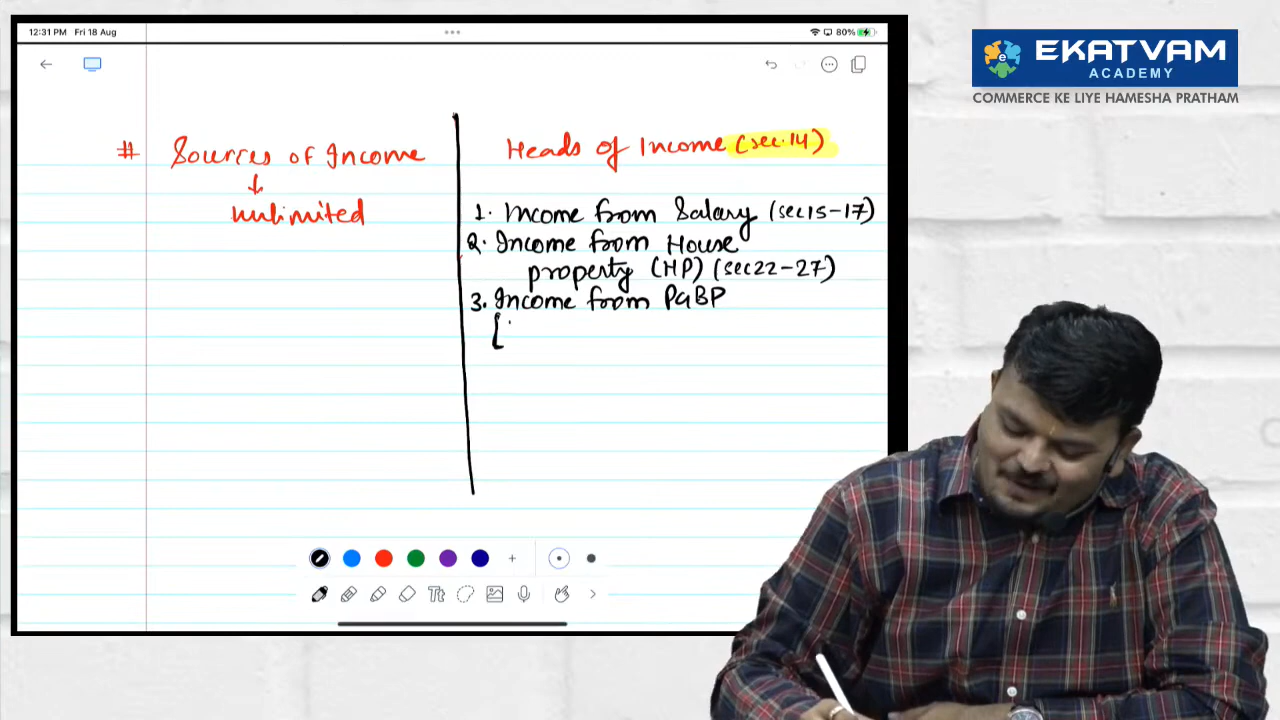 12:31 PM Fri 18 Aug
80%
EKATVAM
ACADEMY
COMMERCE KE LIYE HAMESHA PRATHAM
# Sources of Income
↓
unlimited
Heads of Income (sec.14)
1. Income from Salary (sec15-17)
2. Income from House
property (HP) (sec22-27)
3. Income from PGBP
[
Tt